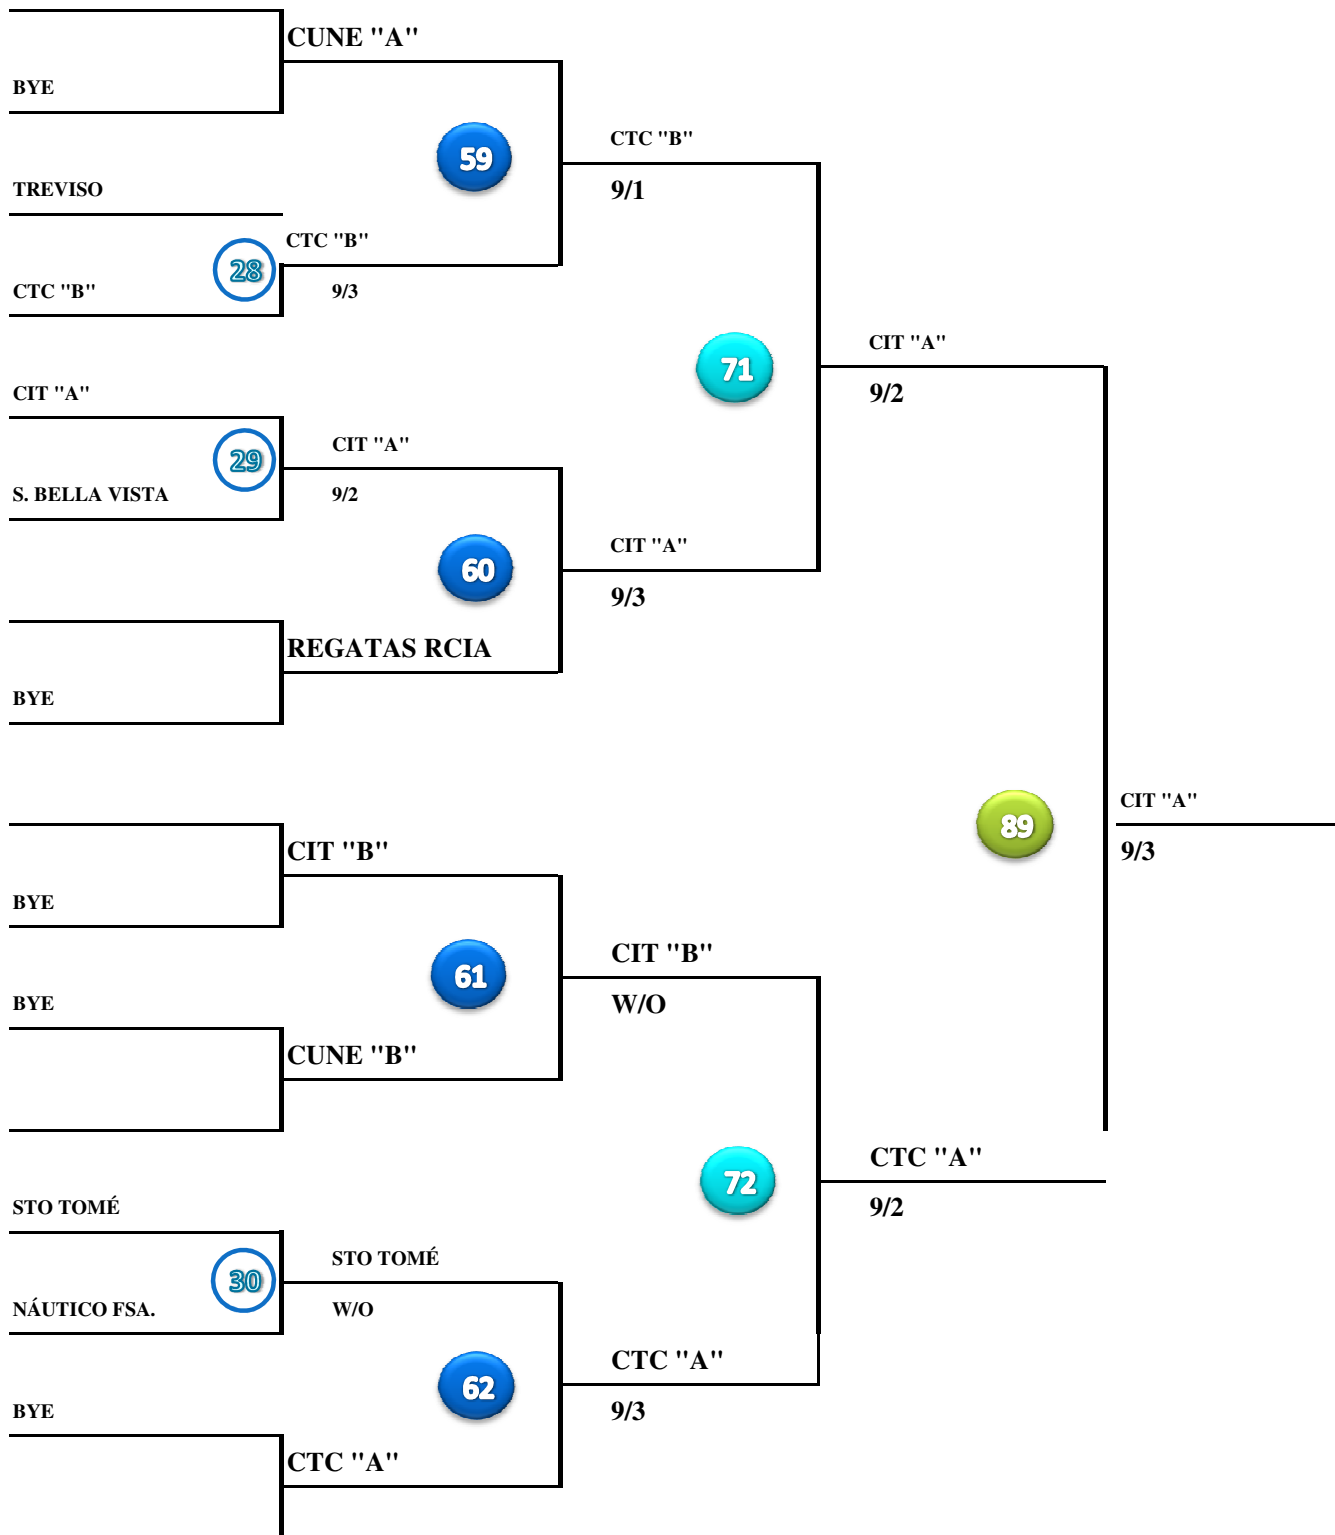 CUNE "A"
BYE
59
CTC "B"
9/1
TREVISO
CTC "B"
28
CTC "B"
9/3
71
CIT "A"
9/2
CIT "A"
29
CIT "A"
S. BELLA VISTA
9/2
60
CIT "A"
9/3
REGATAS RCIA
BYE
89
CIT "A"
9/3
CIT "B"
BYE
61
CIT "B"
W/O
BYE
CUNE "B"
72
CTC "A"
9/2
STO TOMÉ
30
STO TOMÉ
NÁUTICO FSA.
W/O
62
CTC "A"
9/3
BYE
CTC "A"